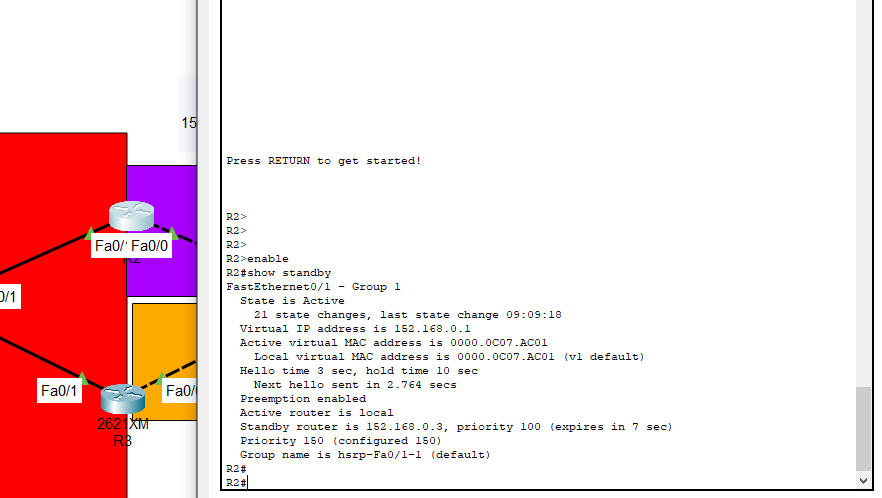 15
Fa0/1
Fa0/0
R2
0/1
Fa0/1
Fa0/
2621XM
R3
Press RETURN to get started!
R2>
R2>
R2>
R2>enable
R2#show standby
FastEthernet0/1 - Group 1
State is Active
21 state changes, last state change 09:09:18
Virtual IP address is 152.168.0.1
Active virtual MAC address is 0000.0C07.AC01
Local virtual MAC address is 0000.0C07.AC01 (v1 default)
Hello time 3 sec, hold time 10 sec
Next hello sent in 2.764 secs
Preemption enabled
Active router is local
Standby router is 152.168.0.3, priority 100 (expires in 7 sec)
Priority 150 (configured 150)
Group name is hsrp-Fa0/1-1 (default)
R2#
R2#